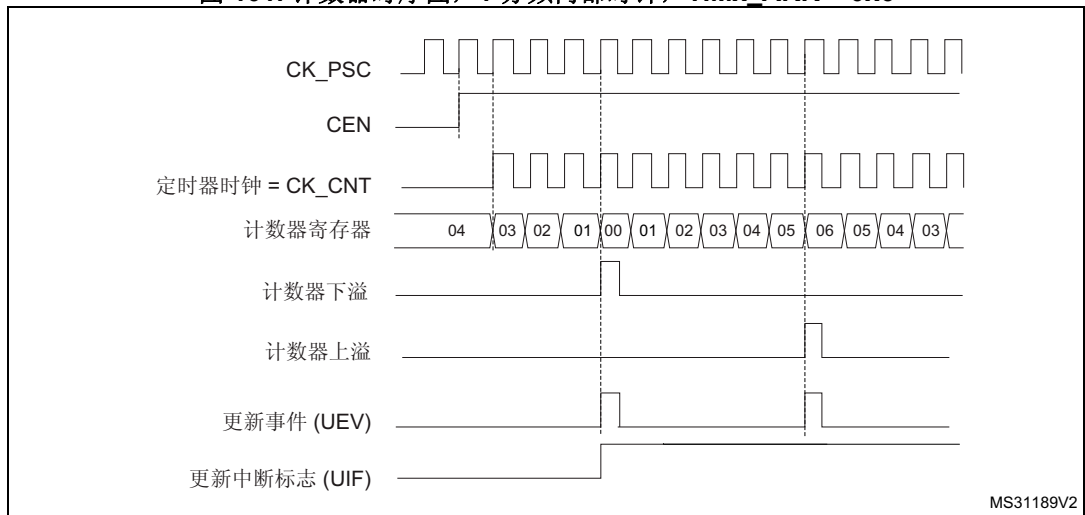 CK_PSC
CEN
定时器时钟 = CK_CNT
计数器寄存器 04 03 02 01 00 01 02 03 04 05 06 05 04 03
计数器下溢
计数器上溢
更新事件 (UEV)
更新中断标志 (UIF)
MS31189V2